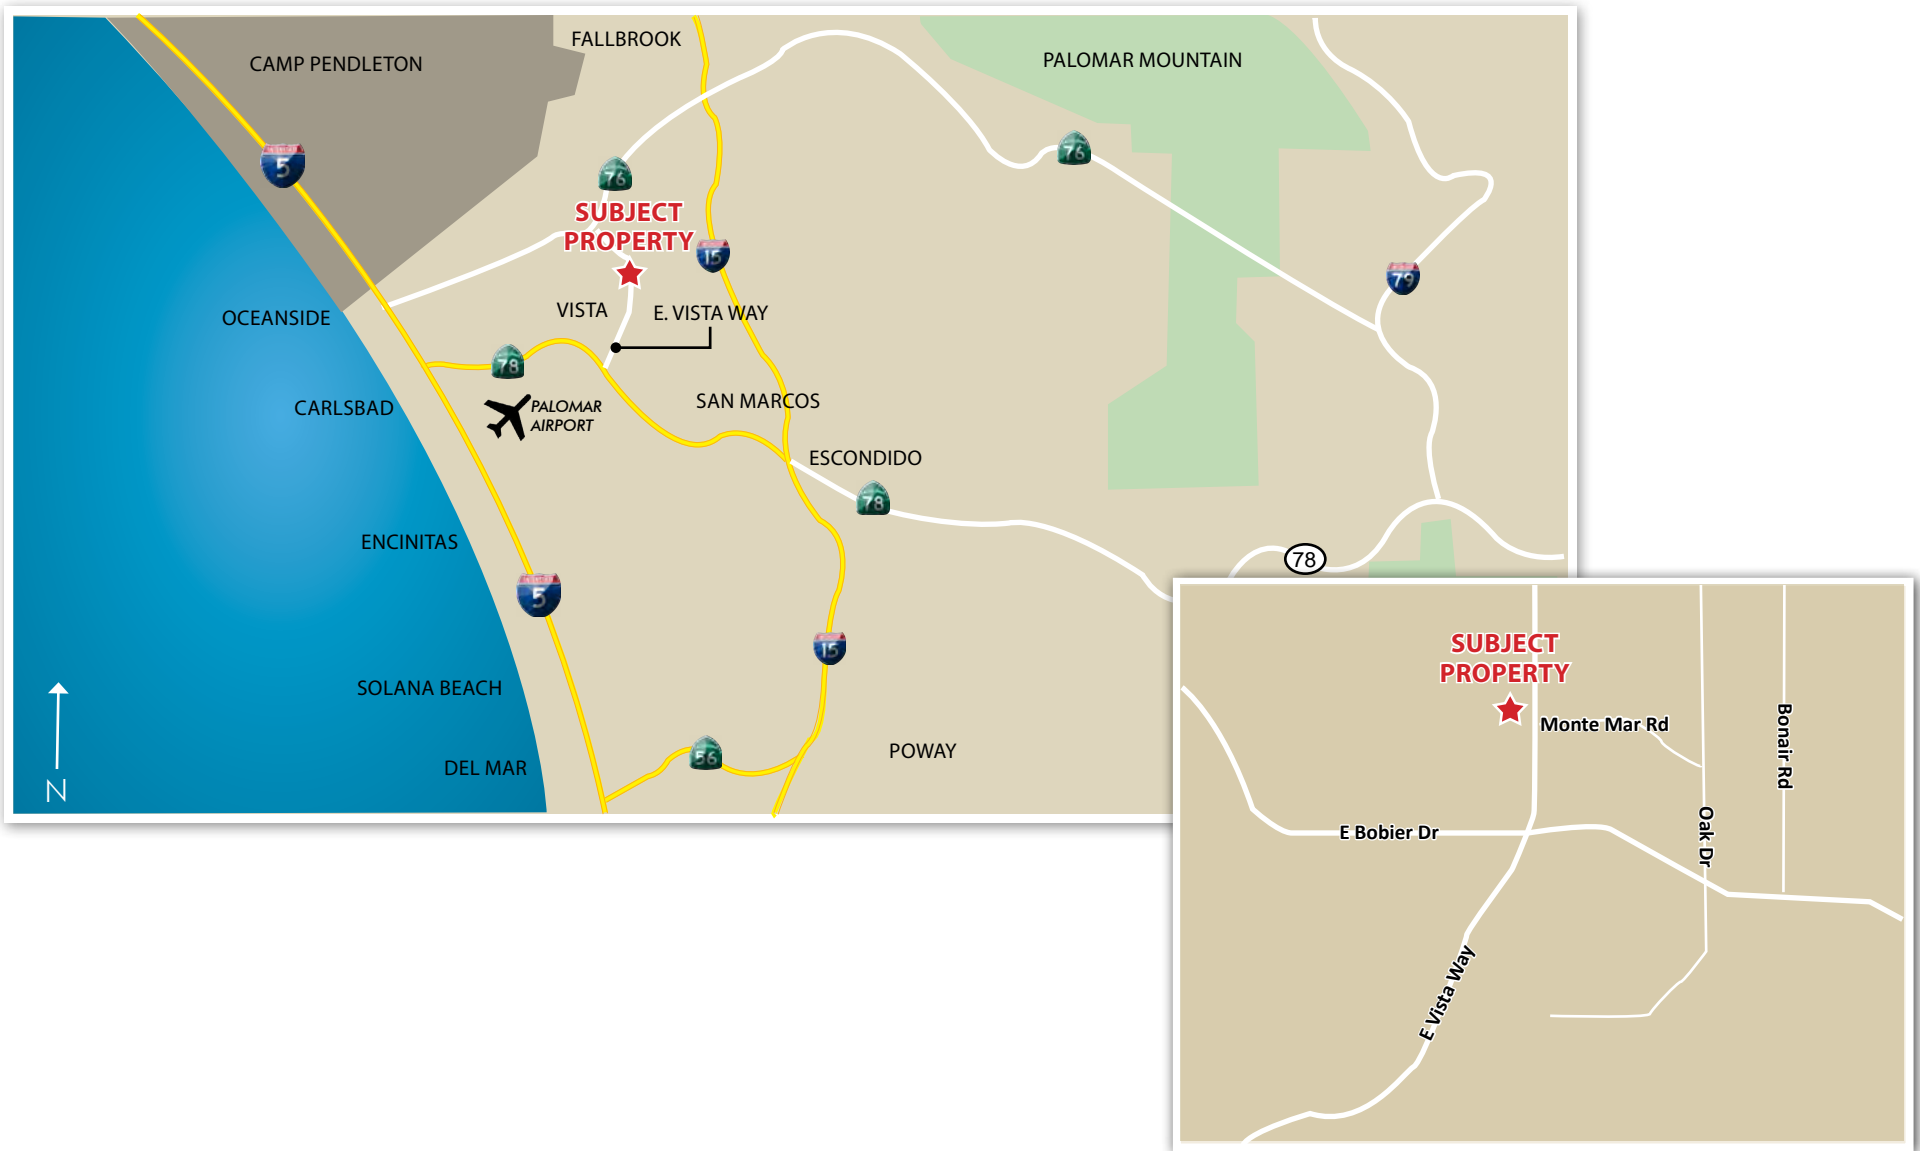 FALLBROOK
CAMP PENDLETON
PALOMAR MOUNTAIN
INTERSTATE
5
76
76
SUBJECT
PROPERTY
15
79
VISTA
E. VISTA WAY
OCEANSIDE
78
CARLSBAD
PALOMAR
AIRPORT
SAN MARCOS
ESCONDIDO
78
ENCINITAS
78
5
15
SOLANA BEACH
DEL MAR
56
POWAY
N
SUBJECT
PROPERTY
Monte Mar Rd
Bonair Rd
Oak Dr
E Bobier Dr
E Vista Way